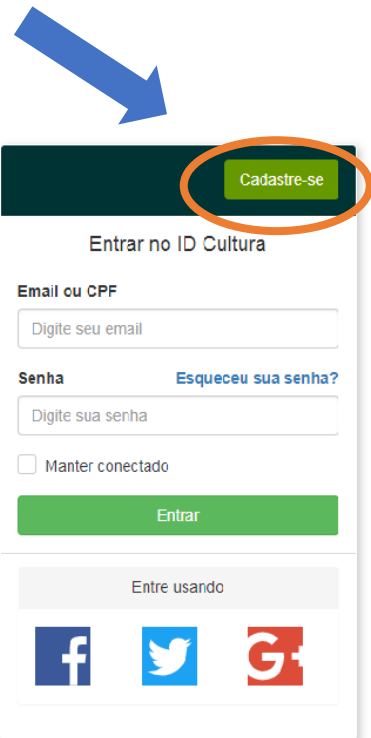 Cadastre-se
Entrar no ID Cultura
Email ou CPF
Digite seu email
Senha Esqueceu sua senha?
Digite sua senha
Manter conectado
Entrar
Entre usando
f G+